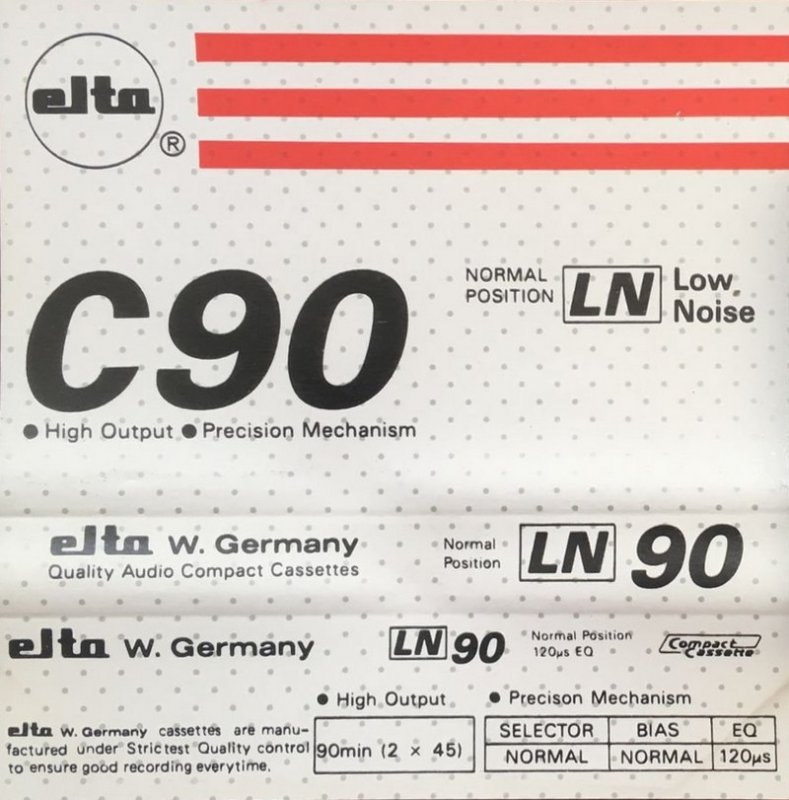 elta
®
C90
NORMAL
POSITION
LN
Low
Noise
● High Output ● Precision Mechanism
elta W. Germany
Quality Audio Compact Cassettes
Normal
Position
LN 90
elta W. Germany
LN 90
Normal Position
120µs EQ
Compact
Cassette
● High Output
● Precison Mechanism
elta W. Germany cassettes are manu-
factured under Strictest Quality control
to ensure good recording everytime.
90min (2 × 45)
SELECTOR BIAS EQ
NORMAL NORMAL 120µs